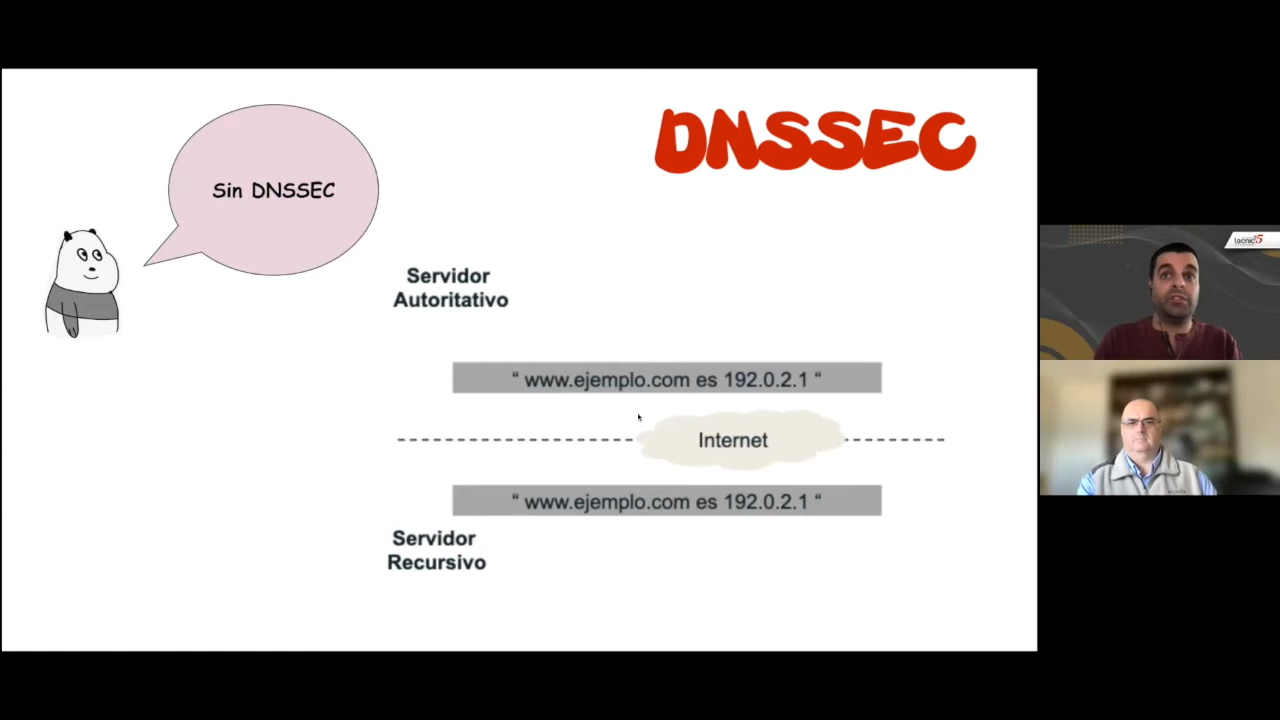 DNSSEC
Sin DNSSEC
Servidor
Autoritativo
“ www.ejemplo.com es 192.0.2.1 “
Internet
“ www.ejemplo.com es 192.0.2.1 “
Servidor
Recursivo
lacnic